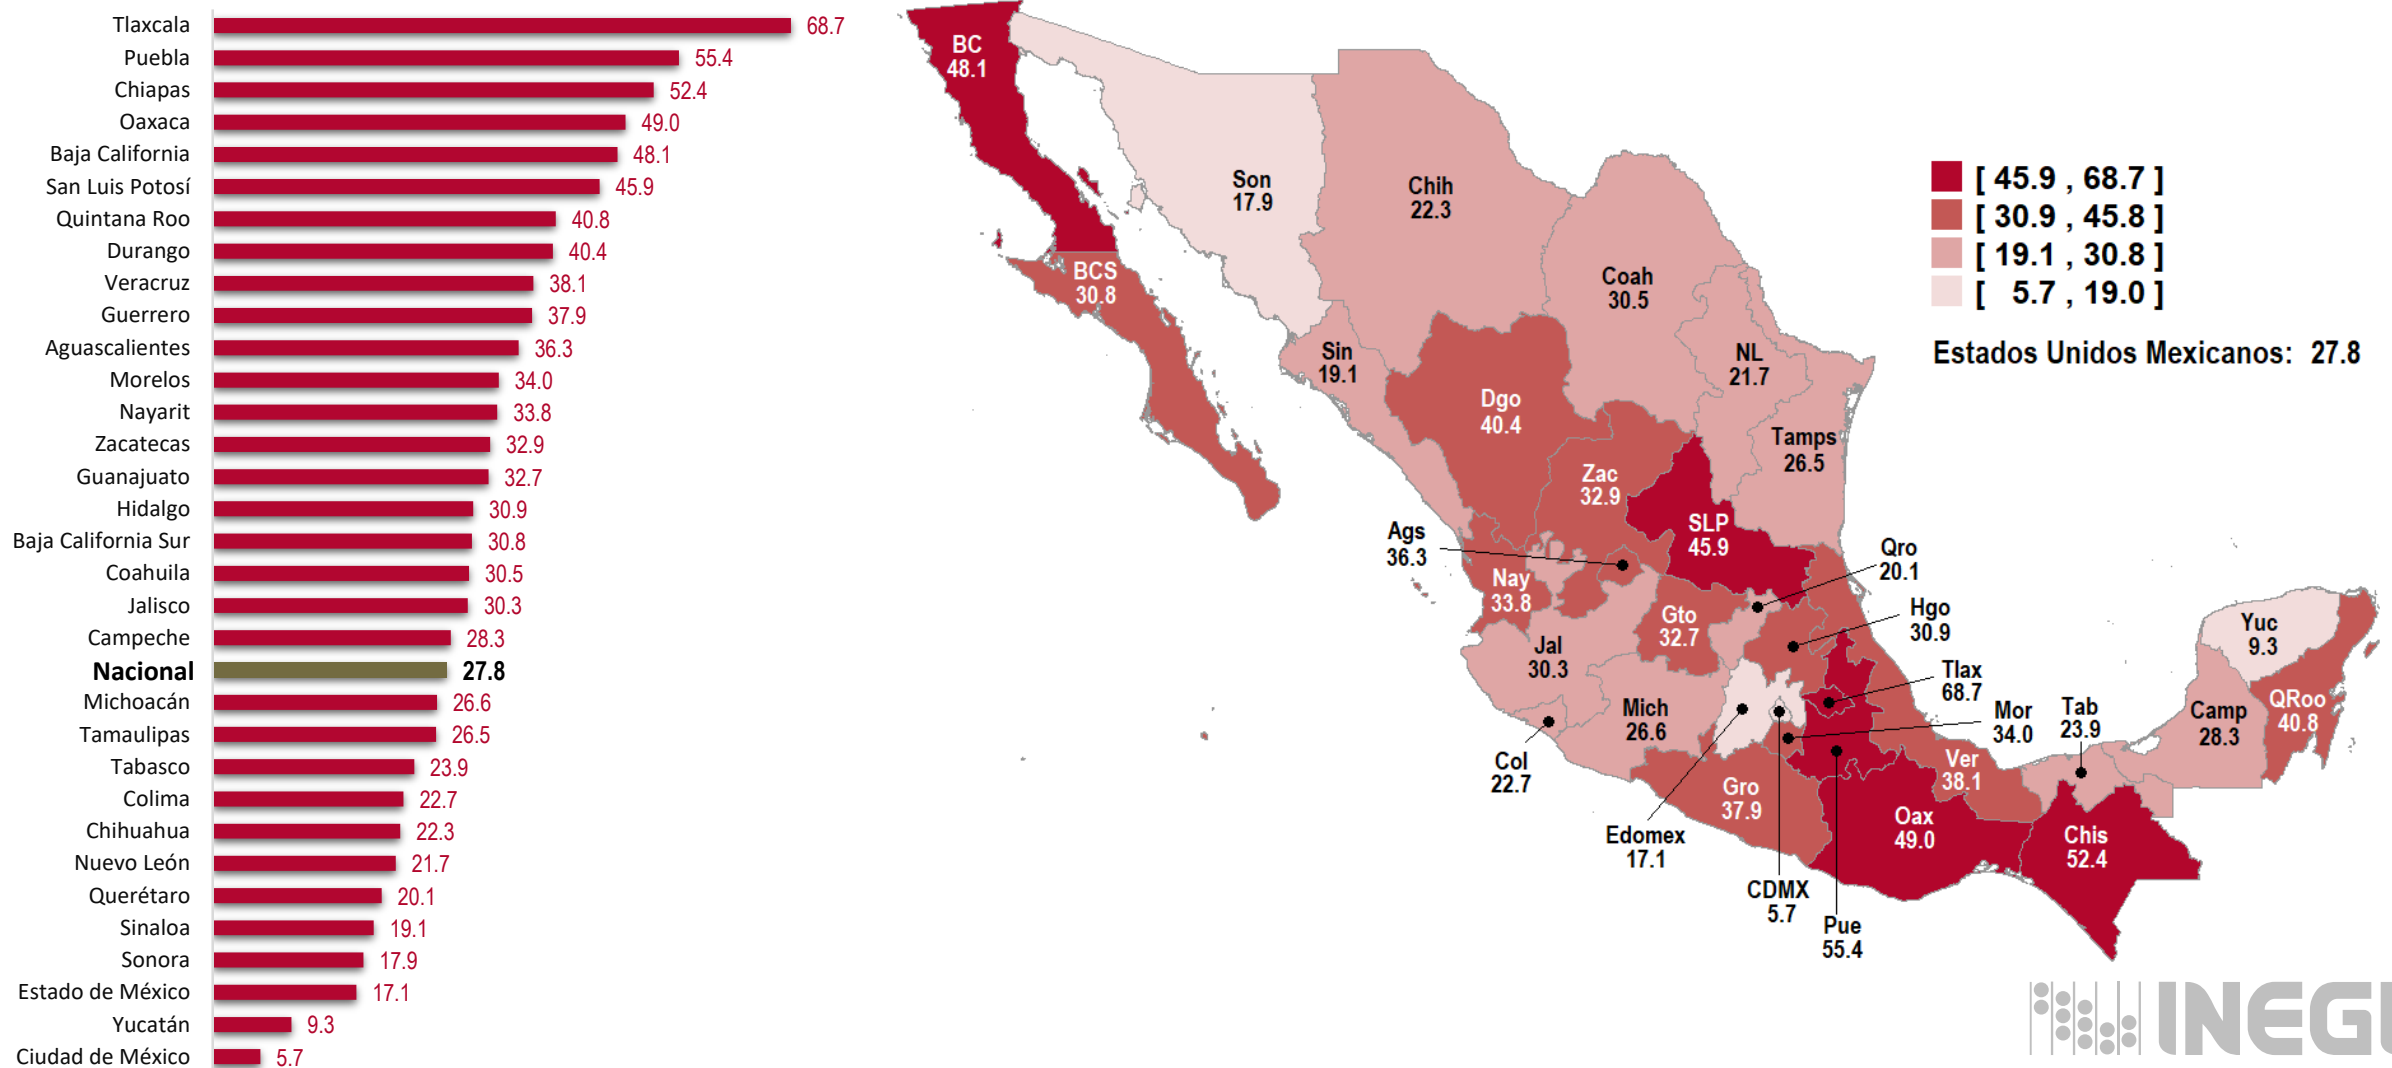 Tlaxcala 68.7
Puebla 55.4
Chiapas 52.4
Oaxaca 49.0
Baja California 48.1
San Luis Potosí 45.9
Quintana Roo 40.8
Durango 40.4
Veracruz 38.1
Guerrero 37.9
Aguascalientes 36.3
Morelos 34.0
Nayarit 33.8
Zacatecas 32.9
Guanajuato 32.7
Hidalgo 30.9
Baja California Sur 30.8
Coahuila 30.5
Jalisco 30.3
Campeche 28.3
Nacional 27.8
Michoacán 26.6
Tamaulipas 26.5
Tabasco 23.9
Colima 22.7
Chihuahua 22.3
Nuevo León 21.7
Querétaro 20.1
Sinaloa 19.1
Sonora 17.9
Estado de México 17.1
Yucatán 9.3
Ciudad de México 5.7
BC
48.1
Son
17.9
Chih
22.3
BCS
30.8
Coah
30.5
Sin
19.1
NL
21.7
Dgo
40.4
Tamps
26.5
Zac
32.9
SLP
45.9
Ags
36.3
Qro
20.1
Nay
33.8
Gto
32.7
Hgo
30.9
Jal
30.3
Tlax
68.7
Mich
26.6
Mor
34.0
Tab
23.9
Yuc
9.3
Camp
28.3
QRoo
40.8
Col
22.7
Ver
38.1
Gro
37.9
Oax
49.0
Chis
52.4
Edomex
17.1
CDMX
5.7
Pue
55.4
[ 45.9 , 68.7 ]
[ 30.9 , 45.8 ]
[ 19.1 , 30.8 ]
[ 5.7 , 19.0 ]
Estados Unidos Mexicanos: 27.8
INEGI